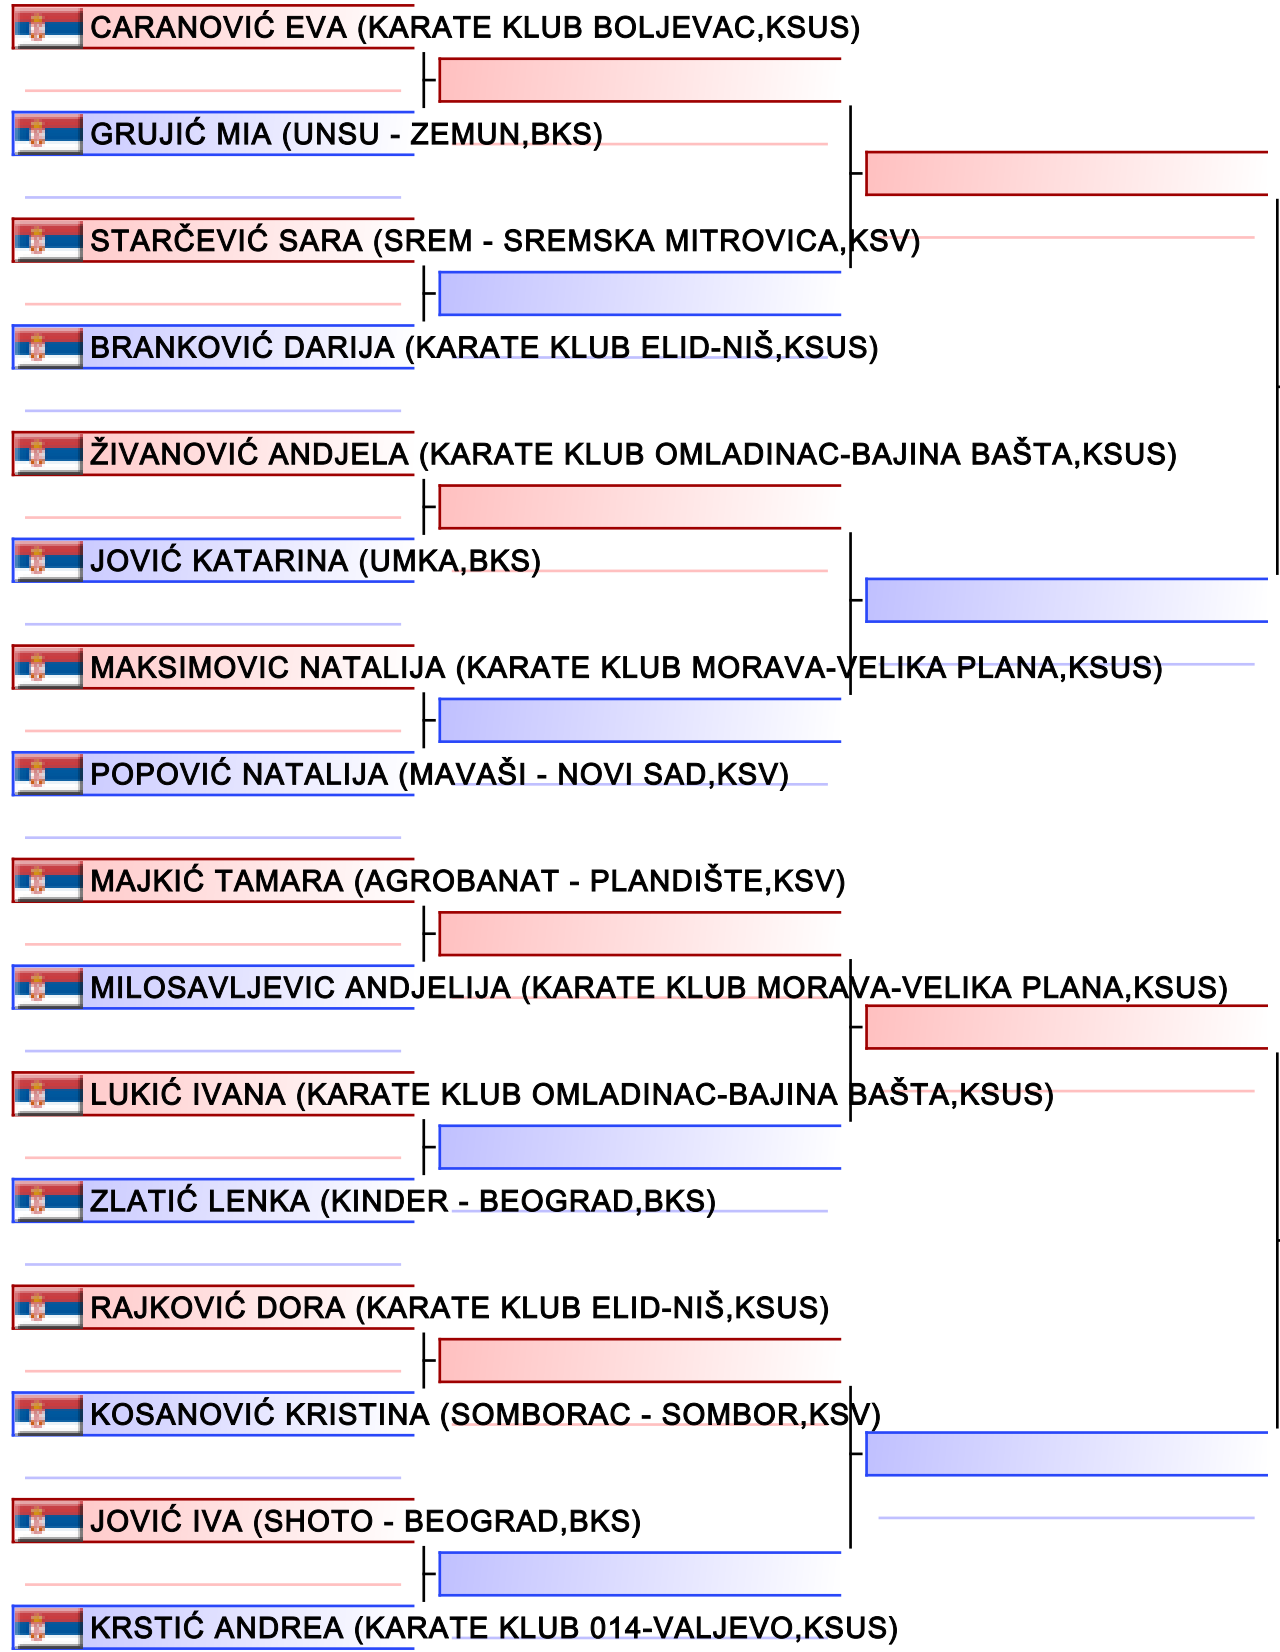 CARANOVIĆ EVA (KARATE KLUB BOLJEVAC,KSUS)
GRUJIĆ MIA (UNSU - ZEMUN,BKS)
STARČEVIĆ SARA (SREM - SREMSKA MITROVICA,KSV)
BRANKOVIĆ DARIJA (KARATE KLUB ELID-NIŠ,KSUS)
ŽIVANOVIĆ ANDJELA (KARATE KLUB OMLADINAC-BAJINA BAŠTA,KSUS)
JOVIĆ KATARINA (UMKA,BKS)
MAKSIMOVIC NATALIJA (KARATE KLUB MORAVA-VELIKA PLANA,KSUS)
POPOVIĆ NATALIJA (MAVAŠI - NOVI SAD,KSV)
MAJKIĆ TAMARA (AGROBANAT - PLANDIŠTE,KSV)
MILOSAVLJEVIC ANDJELIJA (KARATE KLUB MORAVA-VELIKA PLANA,KSUS)
LUKIĆ IVANA (KARATE KLUB OMLADINAC-BAJINA BAŠTA,KSUS)
ZLATIĆ LENKA (KINDER - BEOGRAD,BKS)
RAJKOVIĆ DORA (KARATE KLUB ELID-NIŠ,KSUS)
KOSANOVIĆ KRISTINA (SOMBORAC - SOMBOR,KSV)
JOVIĆ IVA (SHOTO - BEOGRAD,BKS)
KRSTIĆ ANDREA (KARATE KLUB 014-VALJEVO,KSUS)